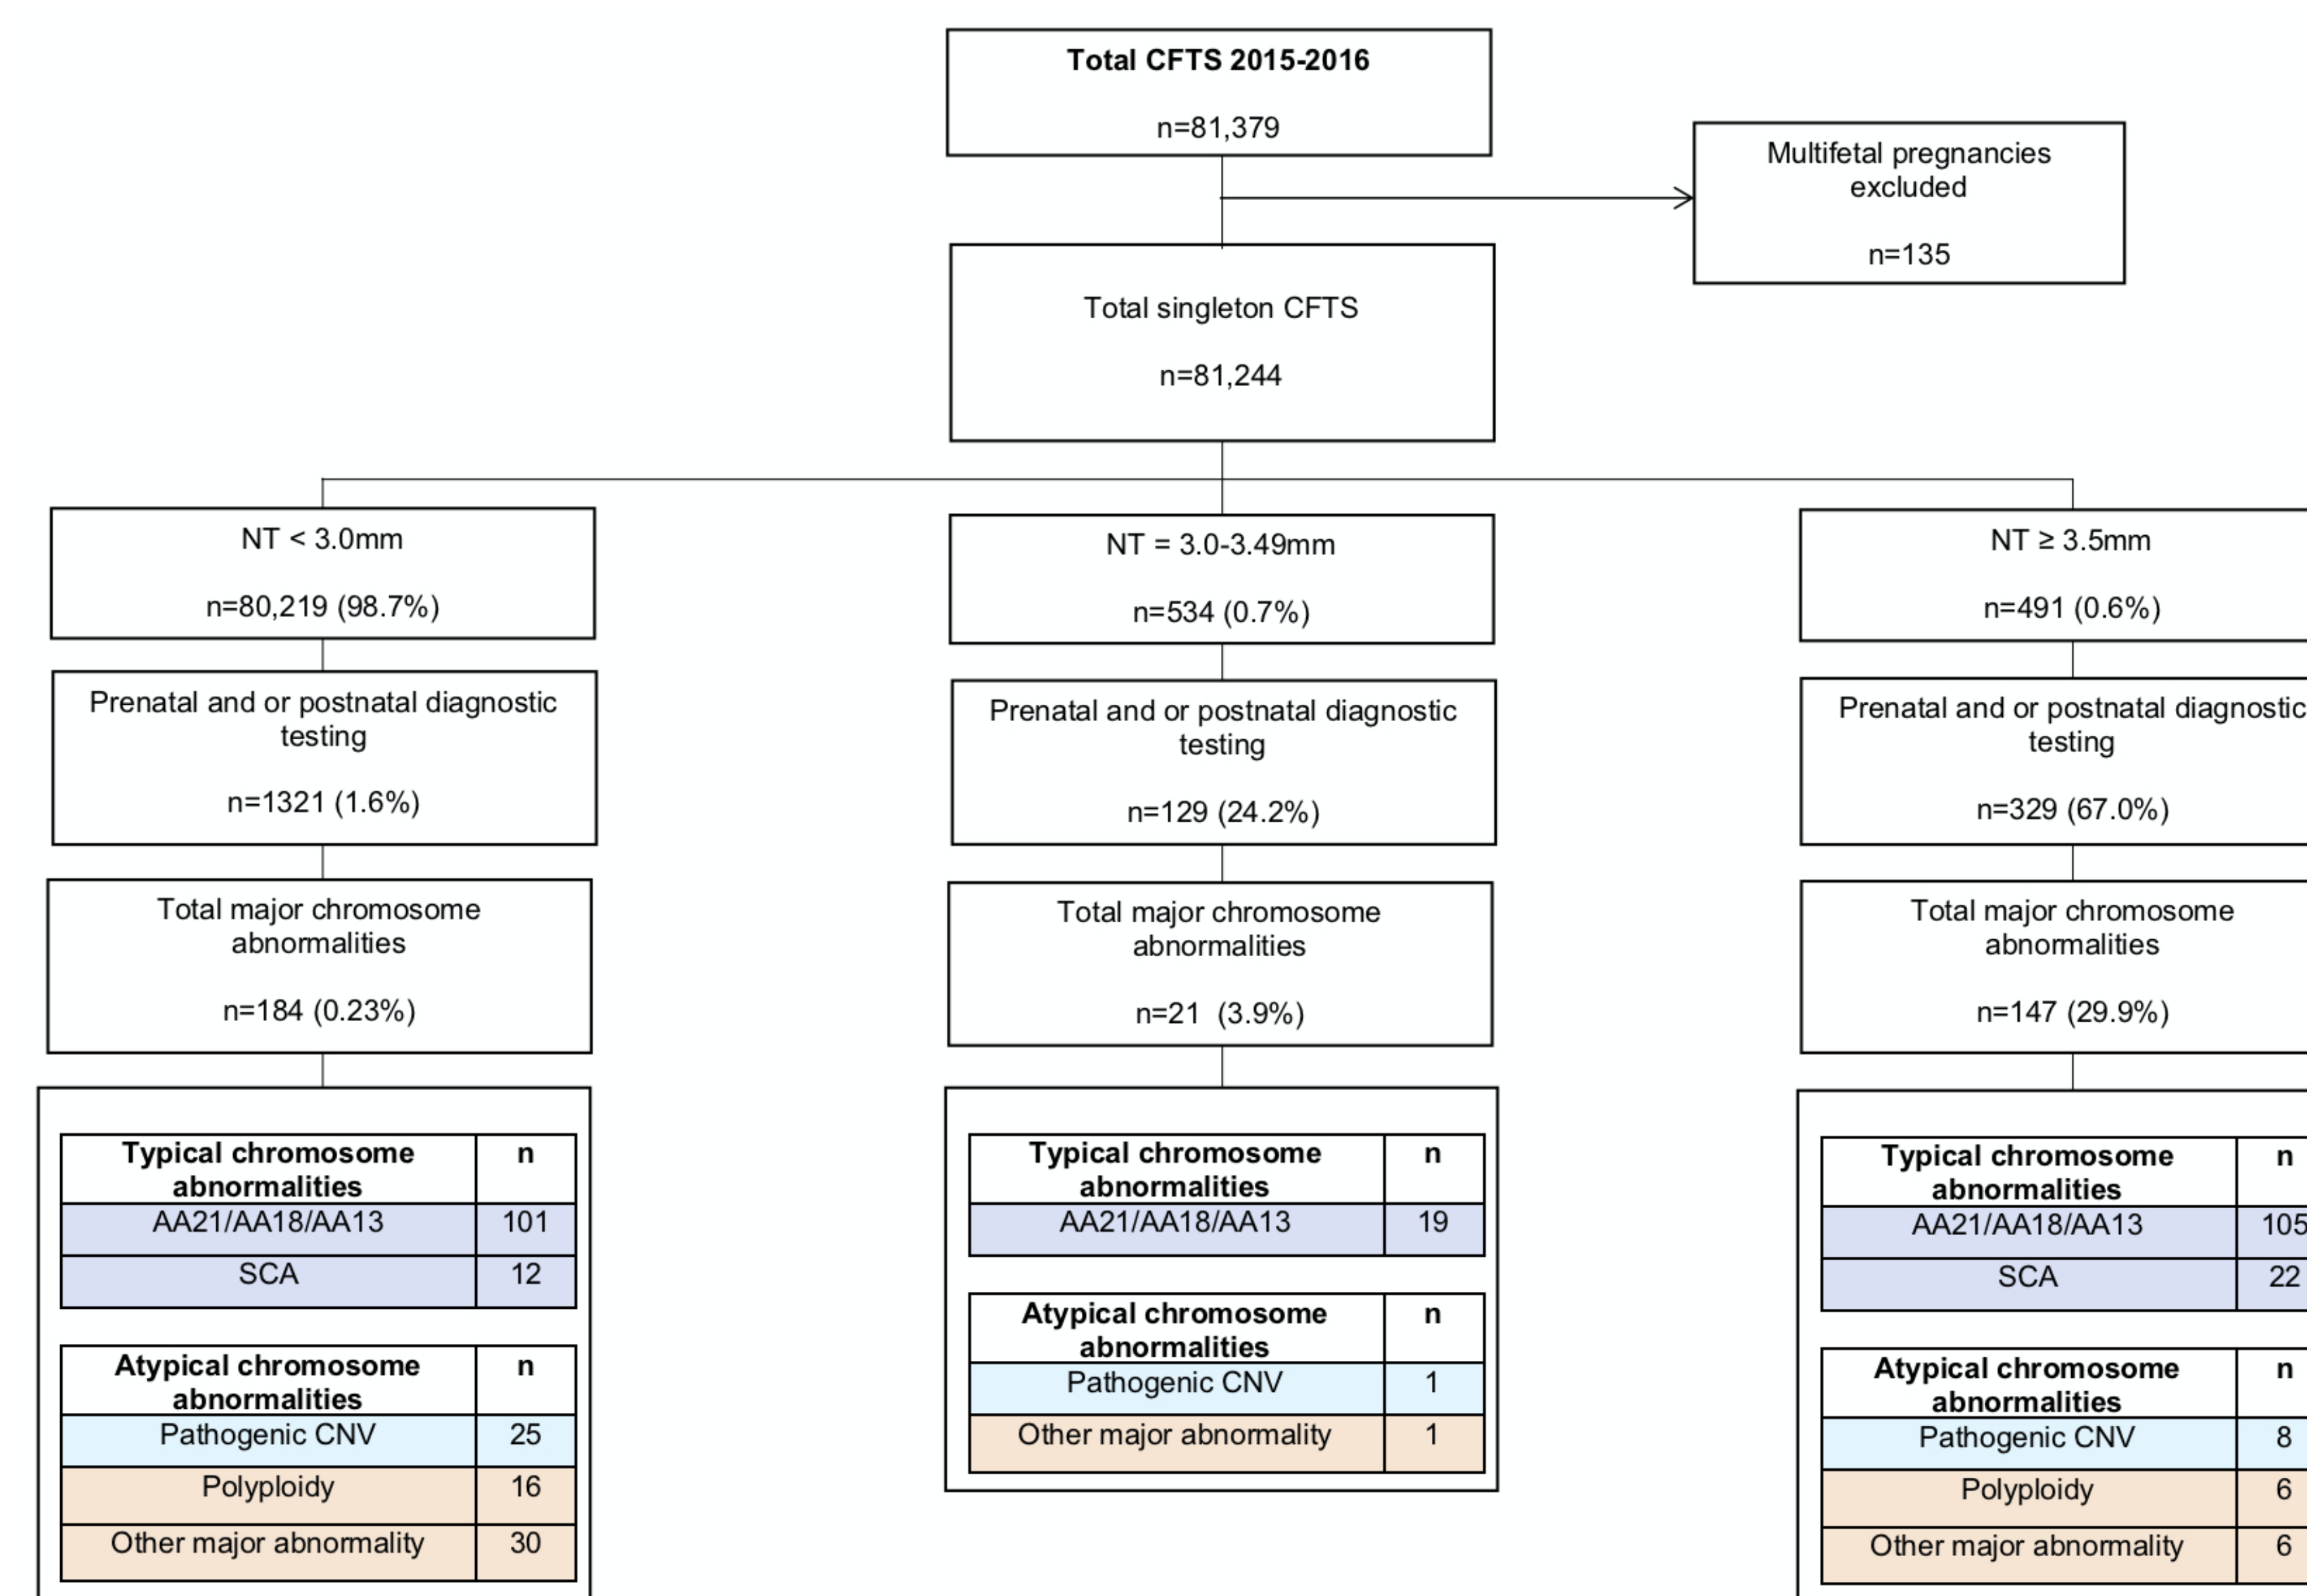 Total CFTS 2015-2016
n=81,379
Multifetal pregnancies
excluded
n=135
Total singleton CFTS
n=81,244
NT < 3.0mm
n=80,219 (98.7%)
NT = 3.0-3.49mm
n=534 (0.7%)
NT ≥ 3.5mm
n=491 (0.6%)
Prenatal and or postnatal diagnostic
testing
n=1321 (1.6%)
Prenatal and or postnatal diagnostic
testing
n=129 (24.2%)
Prenatal and or postnatal diagnostic
testing
n=329 (67.0%)
Total major chromosome
abnormalities
n=184 (0.23%)
Total major chromosome
abnormalities
n=21  (3.9%)
Total major chromosome
abnormalities
n=147 (29.9%)
Typical chromosome n
abnormalities
AA21/AA18/AA13 101
SCA 12
Atypical chromosome n
abnormalities
Pathogenic CNV 25
Polyploidy 16
Other major abnormality 30
Typical chromosome n
abnormalities
AA21/AA18/AA13 19
Atypical chromosome n
abnormalities
Pathogenic CNV 1
Other major abnormality 1
Typical chromosome n
abnormalities
AA21/AA18/AA13 105
SCA 22
Atypical chromosome n
abnormalities
Pathogenic CNV 8
Polyploidy 6
Other major abnormality 6